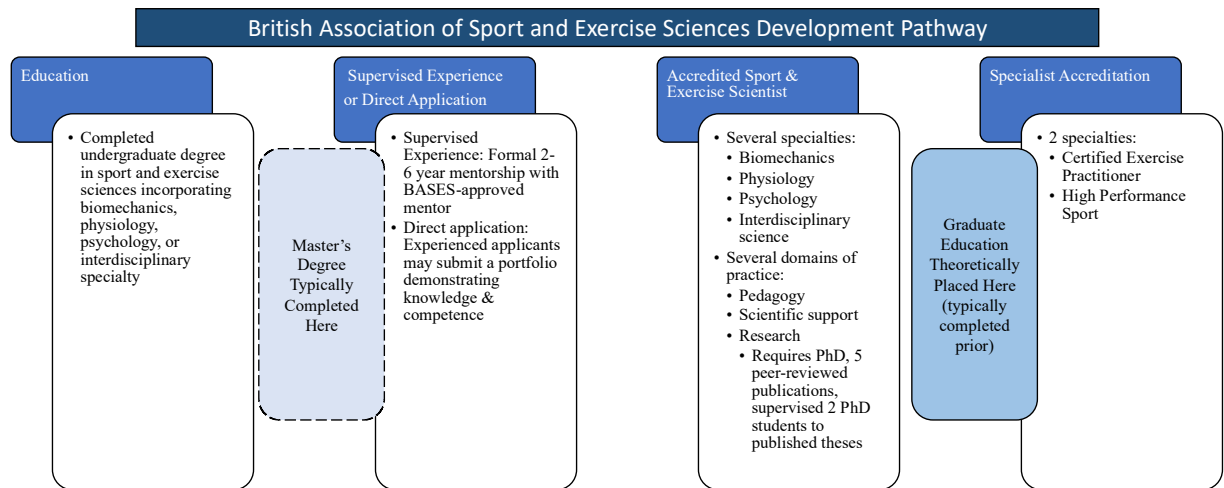 British Association of Sport and Exercise Sciences Development Pathway
Education
• Completed
undergraduate degree
in sport and exercise
sciences incorporating
biomechanics,
physiology,
psychology, or
interdisciplinary
specialty
Master's
Degree
Typically
Completed
Here
Supervised Experience
or Direct Application
• Supervised
Experience: Formal 2-
6 year mentorship with
BASES-approved
mentor
• Direct application:
Experienced applicants
may submit a portfolio
demonstrating
knowledge &
competence
Accredited Sport &
Exercise Scientist
• Several specialties:
• Biomechanics
• Physiology
• Psychology
• Interdisciplinary
science
• Several domains of
practice:
• Pedagogy
• Scientific support
• Research
• Requires PhD, 5
peer-reviewed
publications,
supervised 2 PhD
students to
published theses
Graduate
Education
Theoretically
Placed Here
(typically
completed
prior)
Specialist Accreditation
• 2 specialties:
• Certified Exercise
Practitioner
• High Performance
Sport